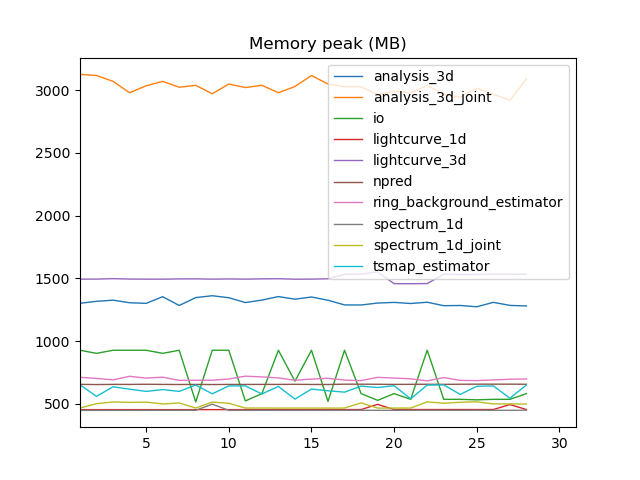 Memory peak (MB)
analysis_3d
analysis_3d_joint
io
lightcurve_1d
lightcurve_3d
npred
ring_background_estimator
spectrum_1d
spectrum_1d_joint
tsmap_estimator
3000
2500
2000
1500
1000
500
5 10 15 20 25 30